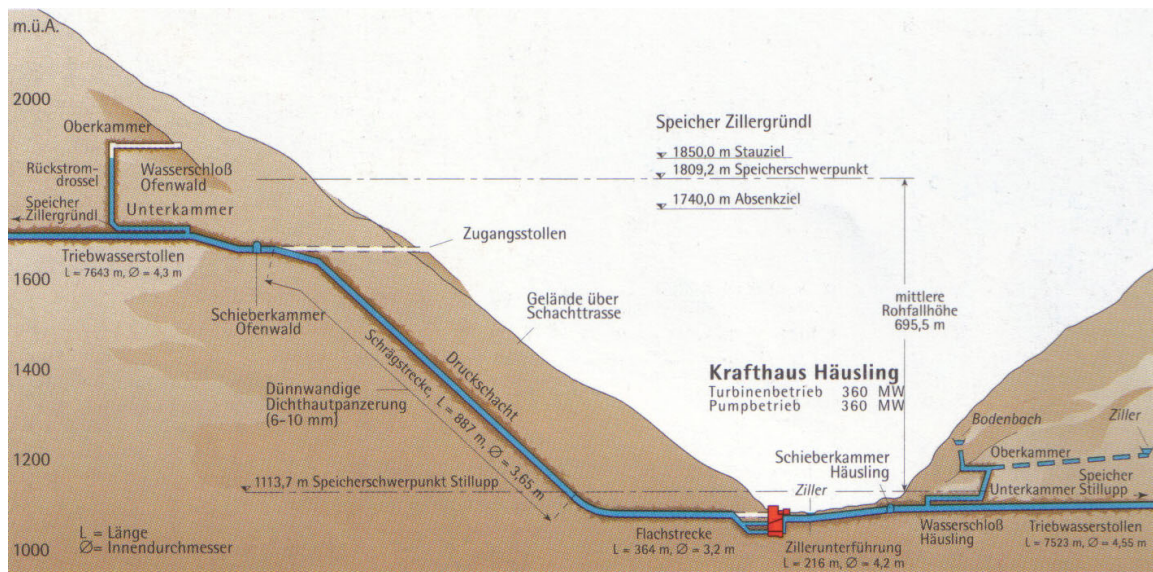 m.ü.A.
2000
Oberkammer
Rückstrom-
drossel
Wasserschloß
Ofenwald
Speicher
Zillergründl
Unterkammer
Triebwasserstollen
L = 7643 m, Ø = 4,3 m
1600
Schieberkammer
Ofenwald
1400
Dünnwandige
Dichthautpanzerung
(6-10 mm)
1200
1000
L = Länge
Ø= Innendurchmesser
Speicher Zillergründl
1850,0 m Stauziel
1809,2 m Speicherschwerpunkt
1740,0 m Absenkziel
Zugangsstollen
Gelände über
Schachttrasse
Druckschacht
Schrägstrecke, L = 887 m, Ø = 3,65 m
1113,7 m Speicherschwerpunkt Stillupp
mittlere
Rohfallhöhe
695,5 m
Krafthaus Häusling
Turbinenbetrieb 360 MW
Pumpbetrieb 360 MW
Schieberkammer
Häusling
Ziller
Flachstrecke
L = 364 m, Ø = 3,2 m
Zillerunterführung
L = 216 m, Ø = 4,2 m
Bodenbach
Ziller
Oberkammer
Speicher
Stillupp
Unterkammer
Wasserschloß
Häusling
Triebwasserstollen
L = 7523 m, Ø = 4,55 m